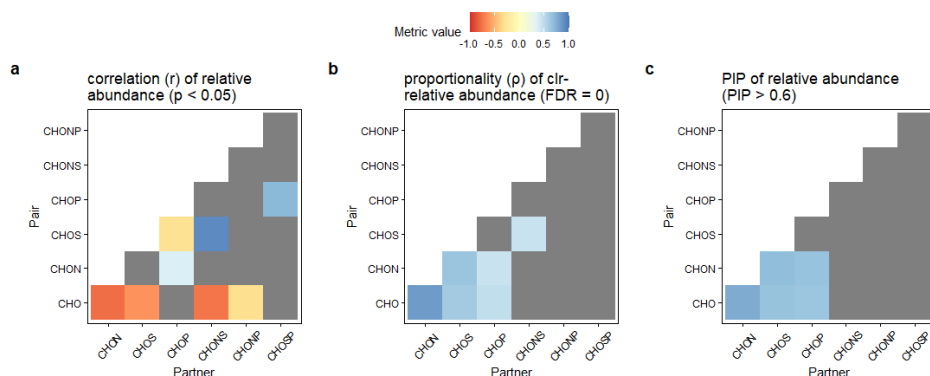 Metric value
-1.0 -0.5 0.0 0.5 1.0
a
correlation (r) of relative
abundance (p < 0.05)
CHONP
CHONS
CHOP
CHOS
CHON
CHO
Pair
CHON CHOS CHOP CHONS CHONP CHOSP
Partner
b
proportionality (ρ) of clr-
relative abundance (FDR = 0)
CHONP
CHONS
CHOP
CHOS
CHON
CHO
Pair
CHON CHOS CHOP CHONS CHONP CHOSP
Partner
c
PIP of relative abundance
(PIP > 0.6)
CHONP
CHONS
CHOP
CHOS
CHON
CHO
Pair
CHON CHOS CHOP CHONS CHONP CHOSP
Partner